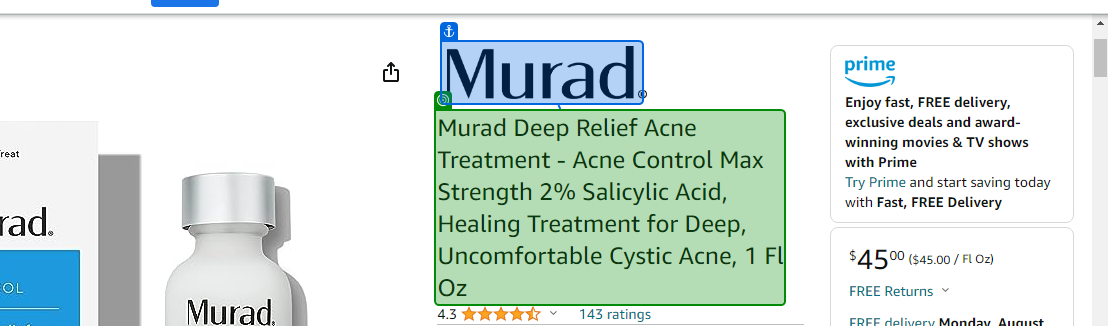 reat
rad.
OL
Murad.
Murad®
Murad Deep Relief Acne
Treatment - Acne Control Max
Strength 2% Salicylic Acid,
Healing Treatment for Deep,
Uncomfortable Cystic Acne, 1 Fl
Oz
4.3 143 ratings
prime
Enjoy fast, FREE delivery,
exclusive deals and award-
winning movies & TV shows
with Prime
Try Prime and start saving today
with Fast, FREE Delivery
$4500 ($45.00 / Fl Oz)
FREE Returns
FREE delivery Monday, August